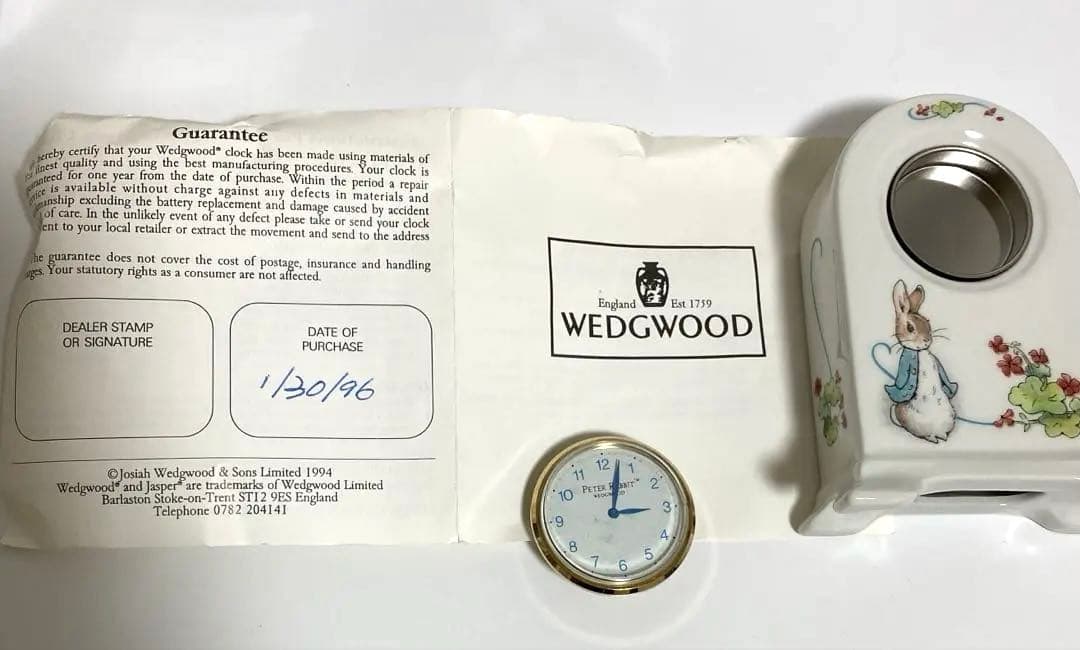 Guarantee
hereby certify that your Wedgwood® clock has been made using materials of
finest quality and using the best manufacturing procedures. Your clock is
guaranteed for one year from the date of purchase. Within the period a repair
is available without charge against any defects in materials and
excluding the battery replacement and damage caused by accident
of care. In the unlikely event of any defect please take or send your clock
to your local retailer or extract the movement and send to the address
guarantee does not cover the cost of postage, insurance and handling
Your statutory rights as a consumer are not affected.
DEALER STAMP
OR SIGNATURE
DATE OF
PURCHASE
1/30/96
©Josiah Wedgwood & Sons Limited 1994
Wedgwood® and Jasper® are trademarks of Wedgwood Limited
Barlaston Stoke-on-Trent ST12 9ES England
Telephone 0782 204141
England Est 1759
WEDGWOOD
12
1
2
3
4
5
6
7
8
9
10
11
PETER RABBIT™
WEDGWOOD